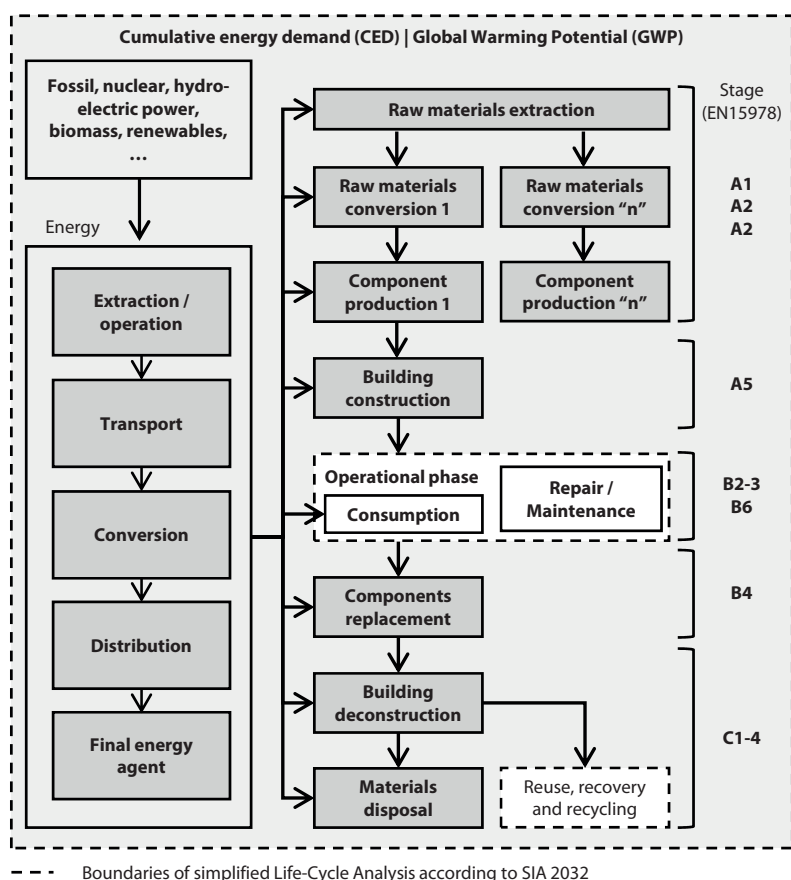 Cumulative energy demand (CED) | Global Warming Potential (GWP)
Fossil, nuclear, hydro-
electric power,
biomass, renewables,
…
Energy
Extraction /
operation
Transport
Conversion
Distribution
Final energy
agent
Raw materials extraction
Raw materials
conversion 1
Raw materials
conversion “n”
Component
production 1
Component
production “n”
Building
construction
Operational phase
Consumption
Repair /
Maintenance
Components
replacement
Building
deconstruction
Materials
disposal
Reuse, recovery
and recycling
Stage
(EN15978)
A1
A2
A2
A5
B2-3
B6
B4
C1-4
Boundaries of simplified Life-Cycle Analysis according to SIA 2032